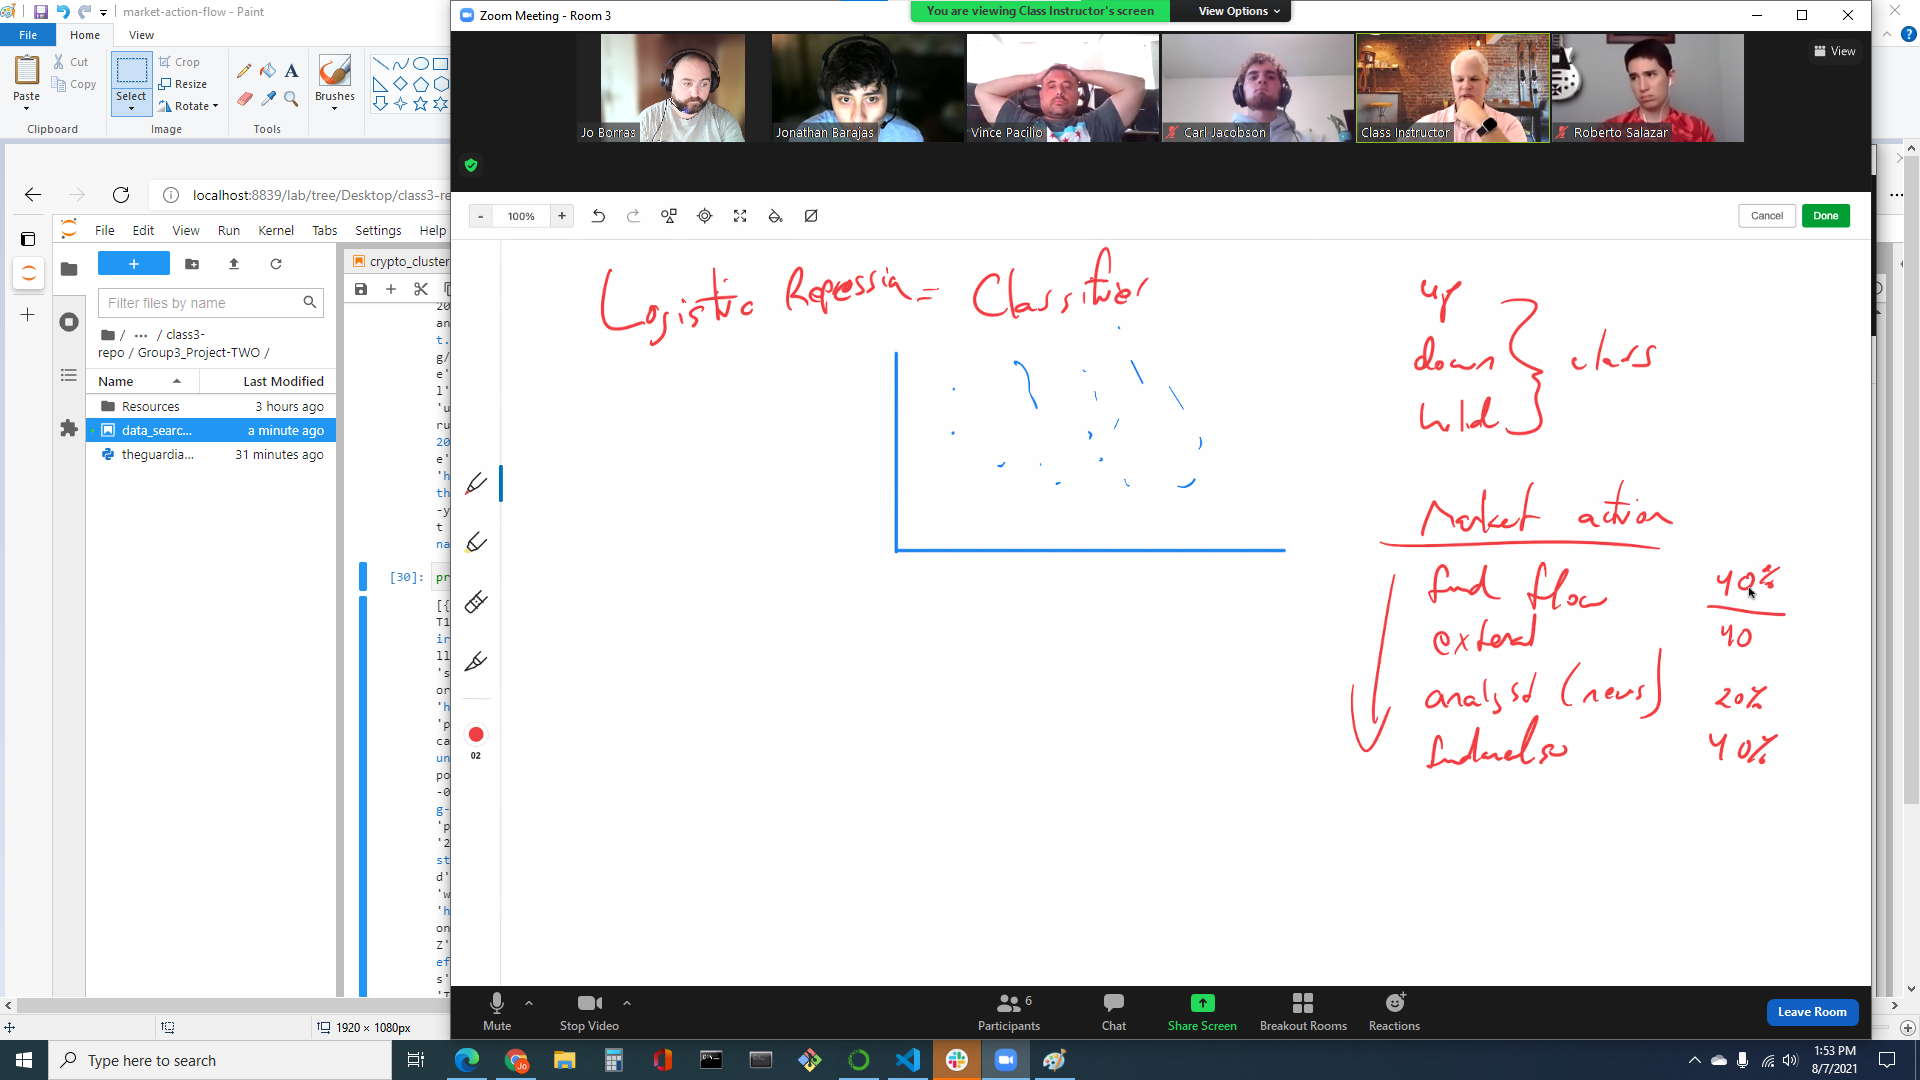 market-action-flow - Paint
File Home View
Paste Cut Copy Clipboard
Select Crop Resize Rotate Image
Tools
Brushes
Zoom Meeting - Room 3
You are viewing Class Instructor's screen View Options
View
Jo Borras Jonathan Barajas Vince Pacillo Carl Jacobson Class Instructor Roberto Salazar
localhost:8839/lab/tree/Desktop/class3-re
File Edit View Run Kernel Tabs Settings Help
crypto_cluster
Filter files by name
/ ... / class3-
repo / Group3_Project-TWO /
Name Last Modified
Resources 3 hours ago
data_searc... a minute ago
theguardia... 31 minutes ago
[30]: pr
- 100% +
Cancel Done
Logistic Regression = Classifier
up
down
hold
class
Market action
fund flow 40%
external 40
analyst (news) 20%
40%
02
Mute Stop Video Participants 6 Chat Share Screen Breakout Rooms Reactions Leave Room
1920 × 1080px
Type here to search
1:53 PM
8/7/2021